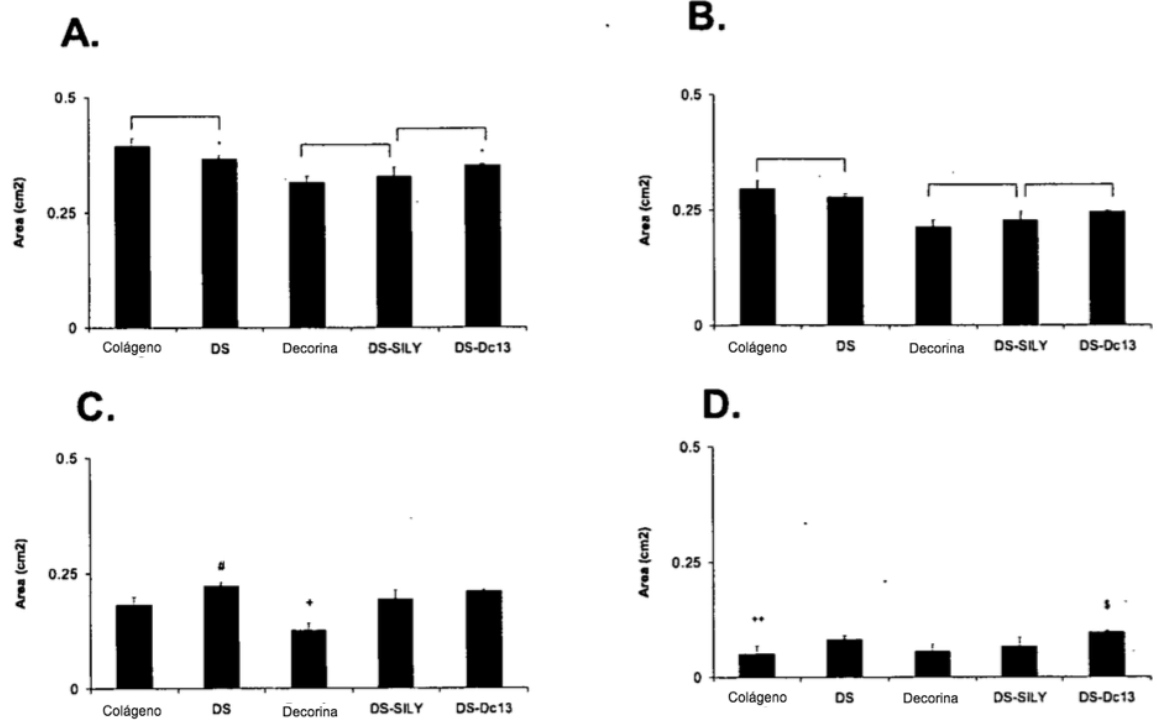 A.
0.5
0.25
0
Area (cm2)
*
*
Colágeno DS Decorina DS-SILY DS-Dc13
B.
0.5
0.25
0
Area (cm2)
Colágeno DS Decorina DS-SILY DS-Dc13
C.
0.5
0.25
0
Area (cm2)
#
+
Colágeno DS Decorina DS-SILY DS-Dc13
D.
0.5
0.25
0
Area (cm2)
++
$
Colágeno DS Decorina DS-SILY DS-Dc13